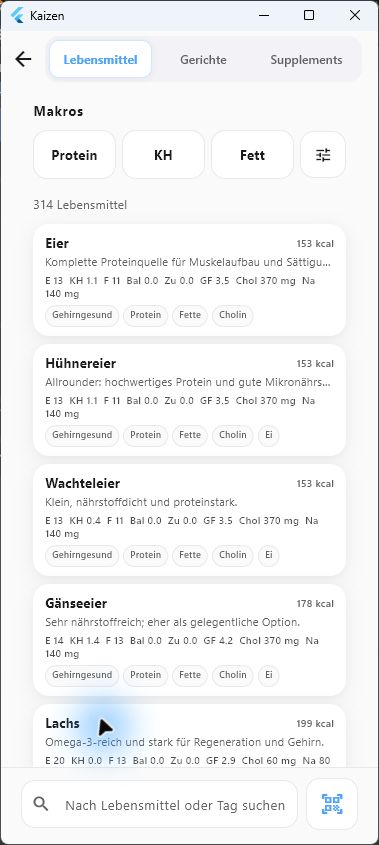 Kaizen
Lebensmittel Gerichte Supplements
Makros
Protein KH Fett
314 Lebensmittel
Eier 153 kcal
Komplette Proteinquelle für Muskelaufbau und Sättigu...
E 13 KH 1.1 F 11 Bal 0.0 Zu 0.0 GF 3.5 Chol 370 mg Na
140 mg
Gehirngesund Protein Fette Cholin
Hühnereier 153 kcal
Allrounder: hochwertiges Protein und gute Mikronährs...
E 13 KH 1.1 F 11 Bal 0.0 Zu 0.0 GF 3.5 Chol 370 mg Na
140 mg
Gehirngesund Protein Fette Cholin Ei
Wachteleier 153 kcal
Klein, nährstoffdicht und proteinstark.
E 13 KH 0.4 F 11 Bal 0.0 Zu 0.0 GF 3.5 Chol 370 mg Na
140 mg
Gehirngesund Protein Fette Cholin Ei
Gänseeier 178 kcal
Sehr nährstoffreich; eher als gelegentliche Option.
E 14 KH 1.4 F 13 Bal 0.0 Zu 0.0 GF 4.2 Chol 370 mg Na
140 mg
Gehirngesund Protein Fette Cholin Ei
Lachs 199 kcal
Omega-3-reich und stark für Regeneration und Gehirn.
E 20 KH 0.0 F 13 Bal 0.0 Zu 0.0 GF 2.9 Chol 60 mg Na 80
Nach Lebensmittel oder Tag suchen